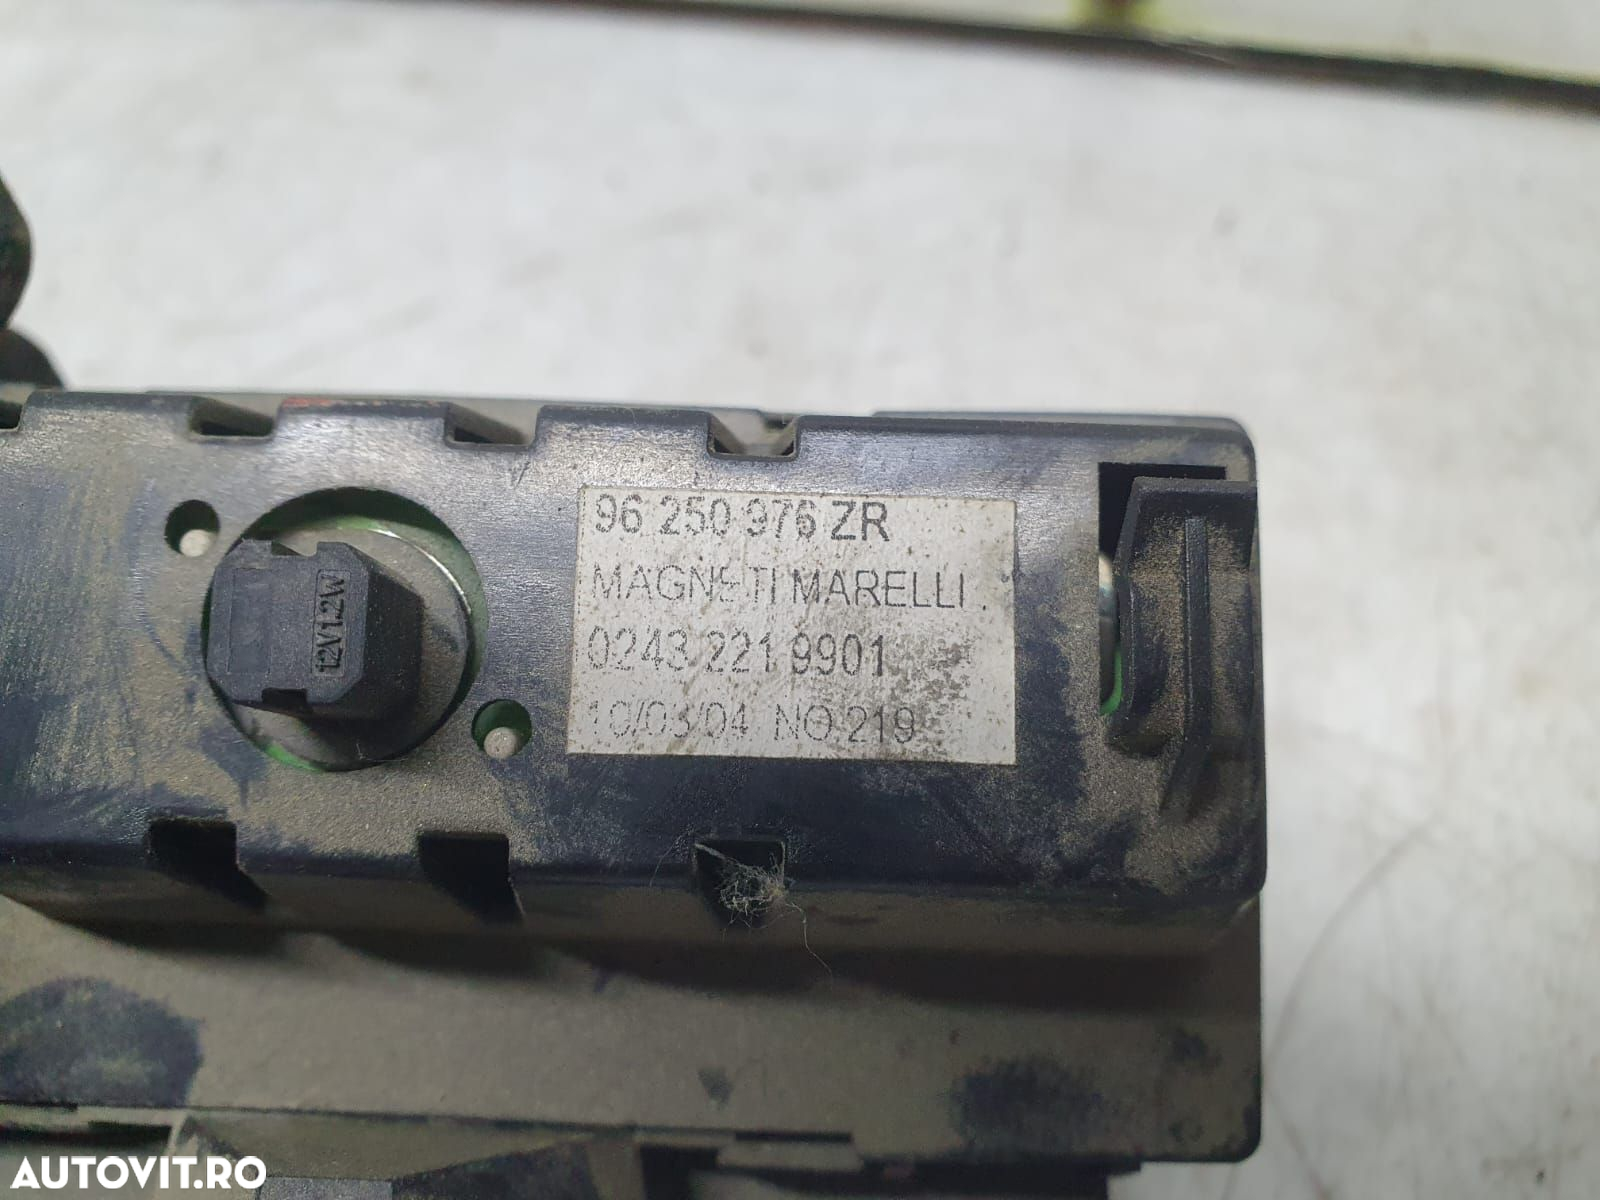 96 250 976 ZR
MAGNETI MARELLI
0243 221 9901
10/03/04 NO 219
12V1.2W
AUTOVIT.RO